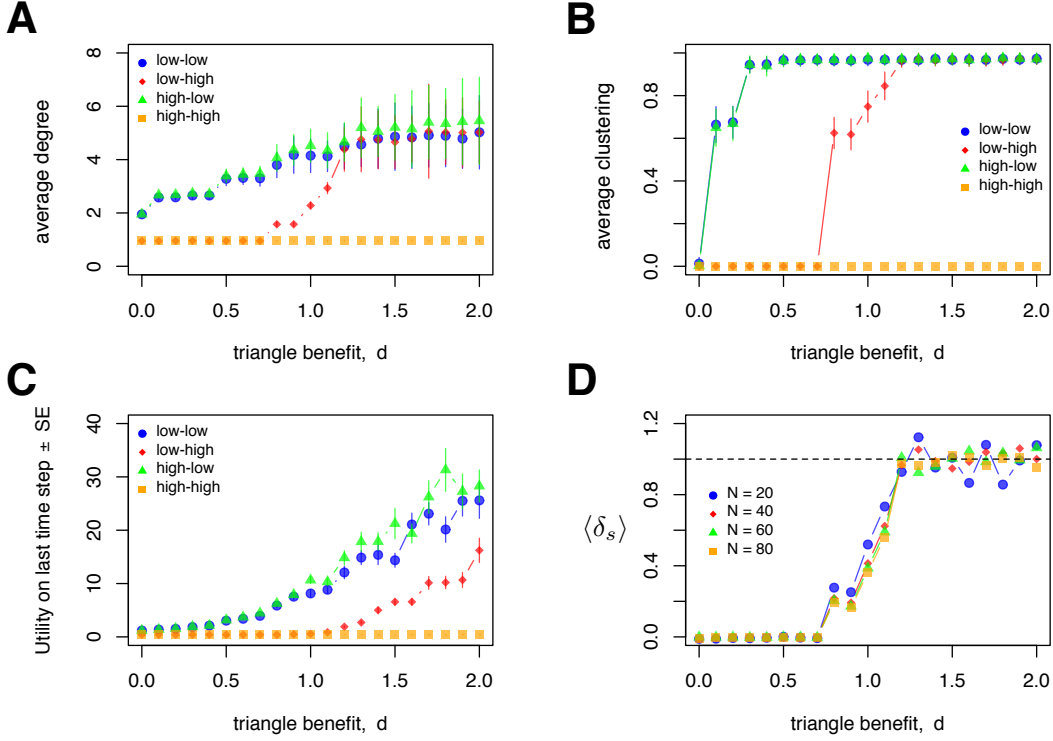 A
average degree
8
6
4
2
0
low-low
low-high
high-low
high-high
0.0 0.5 1.0 1.5 2.0
triangle benefit, d
B
average clustering
0.8
0.4
0.0
low-low
low-high
high-low
high-high
0.0 0.5 1.0 1.5 2.0
triangle benefit, d
C
Utility on last time step ± SE
40
30
20
10
0
low-low
low-high
high-low
high-high
0.0 0.5 1.0 1.5 2.0
triangle benefit, d
D
⟨δₛ⟩
1.2
0.8
0.4
0.0
N = 20
N = 40
N = 60
N = 80
0.0 0.5 1.0 1.5 2.0
triangle benefit, d